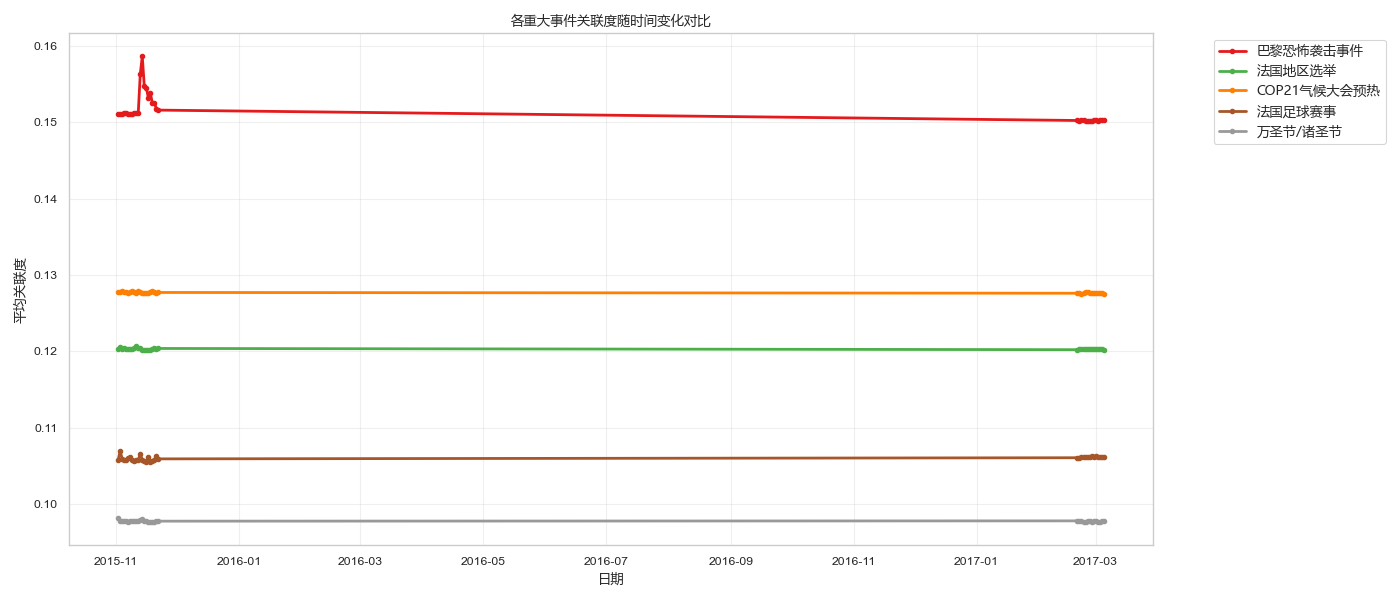 各重大事件关联度随时间变化对比
0.16
0.15
0.14
0.13
0.12
0.11
0.10
平均关联度
2015-11
2016-01
2016-03
2016-05
2016-07
2016-09
2016-11
2017-01
2017-03
日期
巴黎恐怖袭击事件
法国地区选举
COP21气候大会预热
法国足球赛事
万圣节/诸圣节